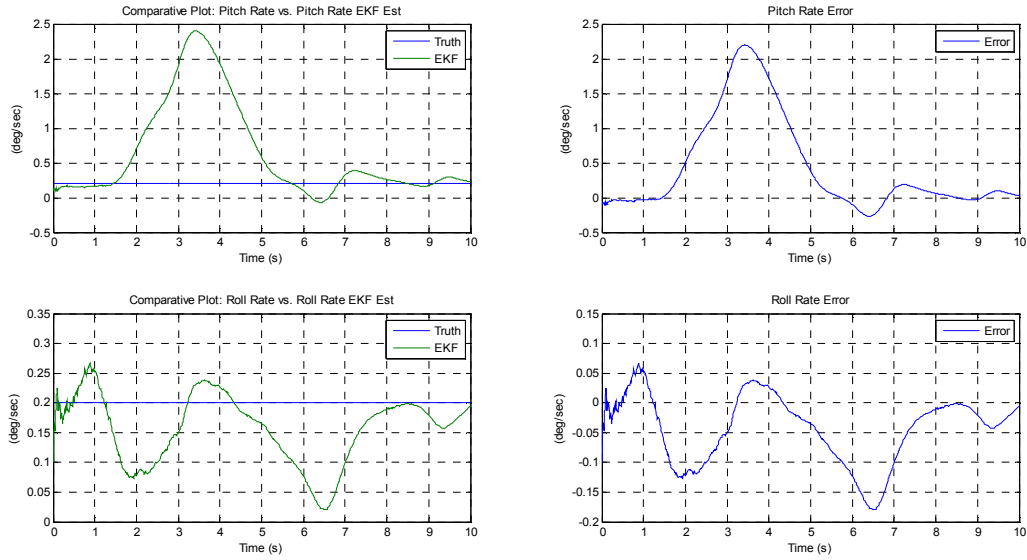 Comparative Plot: Pitch Rate vs. Pitch Rate EKF Est
2.5
2
1.5
1
0.5
0
-0.5
(deg/sec)
Truth
EKF
0 1 2 3 4 5 6 7 8 9 10
Time (s)
Pitch Rate Error
2.5
2
1.5
1
0.5
0
-0.5
(deg/sec)
Error
0 1 2 3 4 5 6 7 8 9 10
Time (s)
Comparative Plot: Roll Rate vs. Roll Rate EKF Est
0.35
0.3
0.25
0.2
0.15
0.1
0.05
0
(deg/sec)
Truth
EKF
0 1 2 3 4 5 6 7 8 9 10
Time (s)
Roll Rate Error
0.15
0.1
0.05
0
-0.05
-0.1
-0.15
-0.2
(deg/sec)
Error
0 1 2 3 4 5 6 7 8 9 10
Time (s)